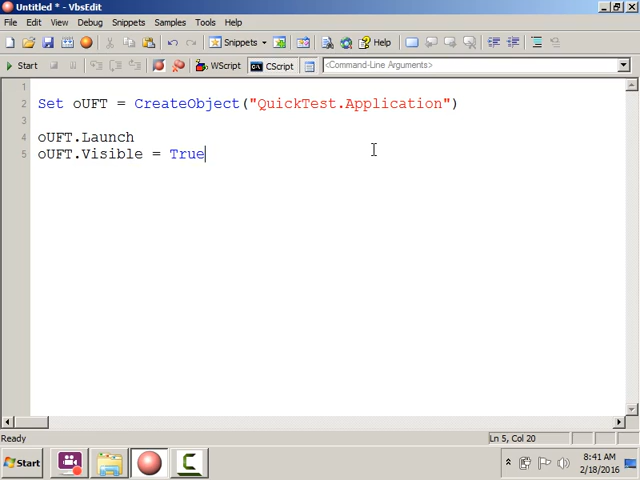 Untitled * - VbsEdit
File Edit View Debug Snippets Samples Tools Help
Snippets Help
Start WScript CScript <Command-Line Arguments>
1
2 Set oUFT = CreateObject("QuickTest.Application")
3
4 oUFT.Launch
5 oUFT.Visible = True
Ready Ln 5, Col 20
Start 8:41 AM
2/18/2016